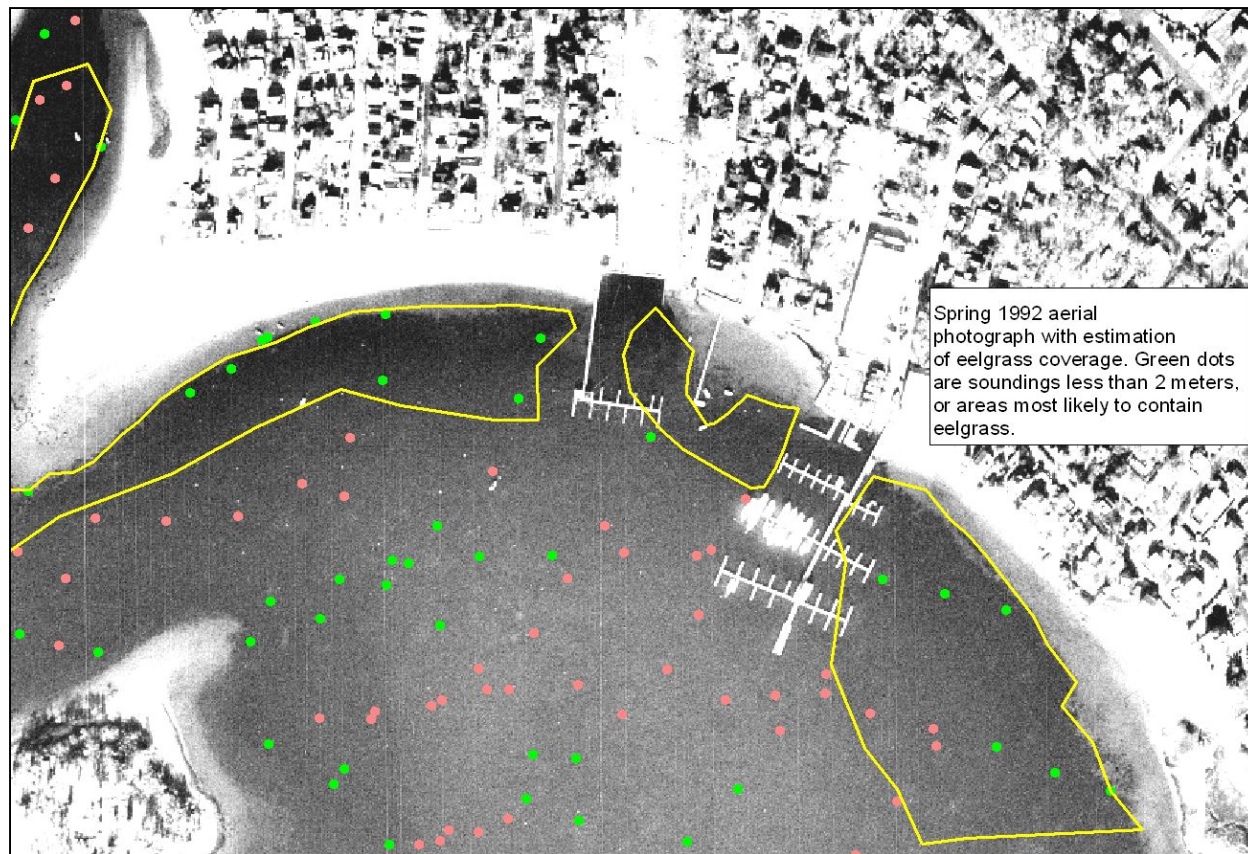 Spring 1992 aerial
photograph with estimation
of eelgrass coverage. Green dots
are soundings less than 2 meters,
or areas most likely to contain
eelgrass.